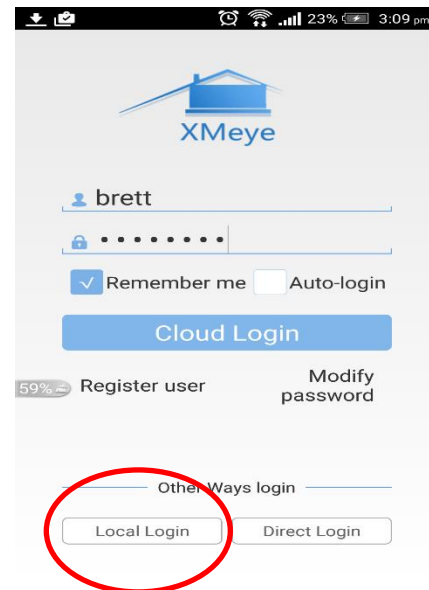 23% 3:09 pm
XMeye
brett
Remember me Auto-login
Cloud Login
59% Register user Modify password
Other Ways login
Local Login Direct Login